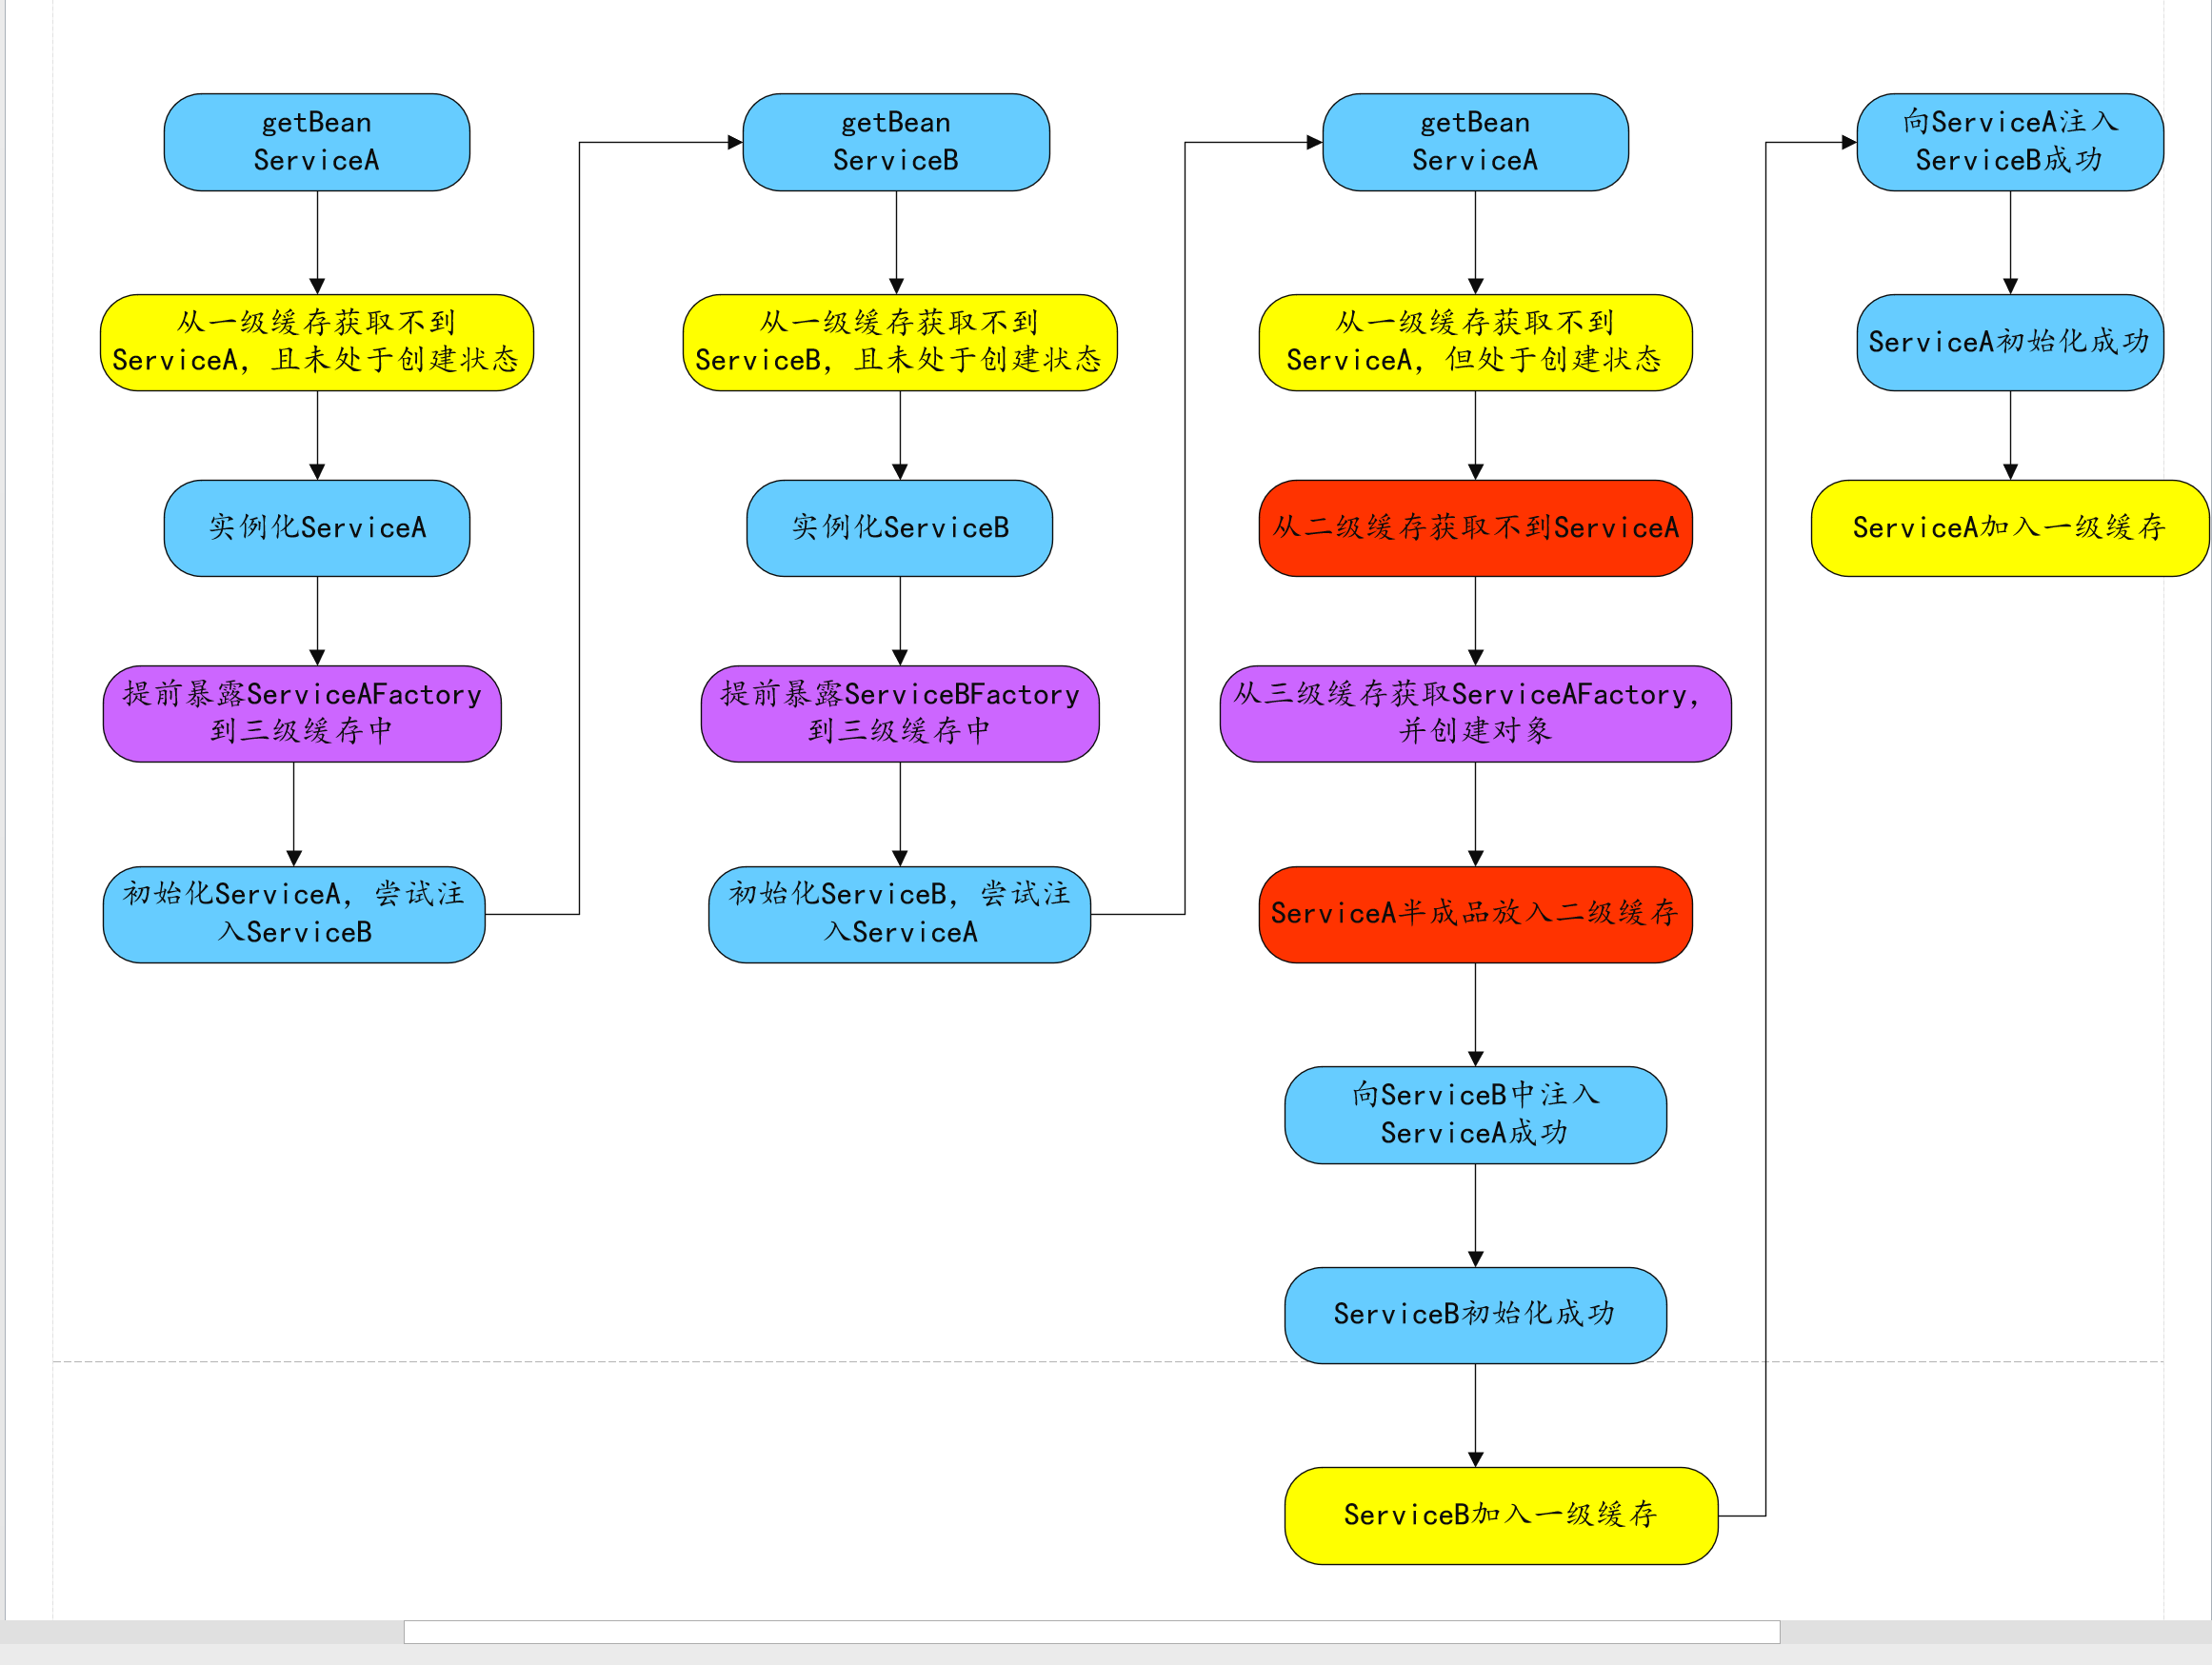 getBean
ServiceA
从一级缓存获取不到
ServiceA，且未处于创建状态
实例化ServiceA
提前暴露ServiceAFactory
到三级缓存中
初始化ServiceA，尝试注
入ServiceB
getBean
ServiceB
从一级缓存获取不到
ServiceB，且未处于创建状态
实例化ServiceB
提前暴露ServiceBFactory
到三级缓存中
初始化ServiceB，尝试注
入ServiceA
getBean
ServiceA
从一级缓存获取不到
ServiceA，但处于创建状态
从二级缓存获取不到ServiceA
从三级缓存获取ServiceAFactory，
并创建对象
ServiceA半成品放入二级缓存
向ServiceB中注入
ServiceA成功
ServiceB初始化成功
ServiceB加入一级缓存
向ServiceA注入
ServiceB成功
ServiceA初始化成功
ServiceA加入一级缓存